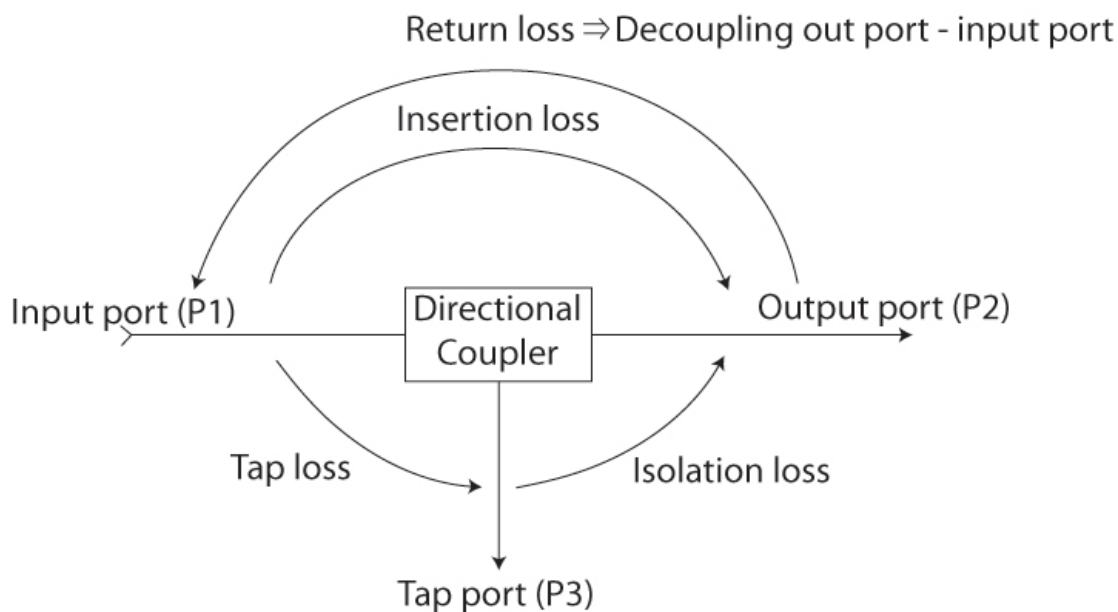 Return loss ⇒ Decoupling out port - input port
Insertion loss
Input port (P1)
Directional
Coupler
Output port (P2)
Tap loss
Isolation loss
Tap port (P3)